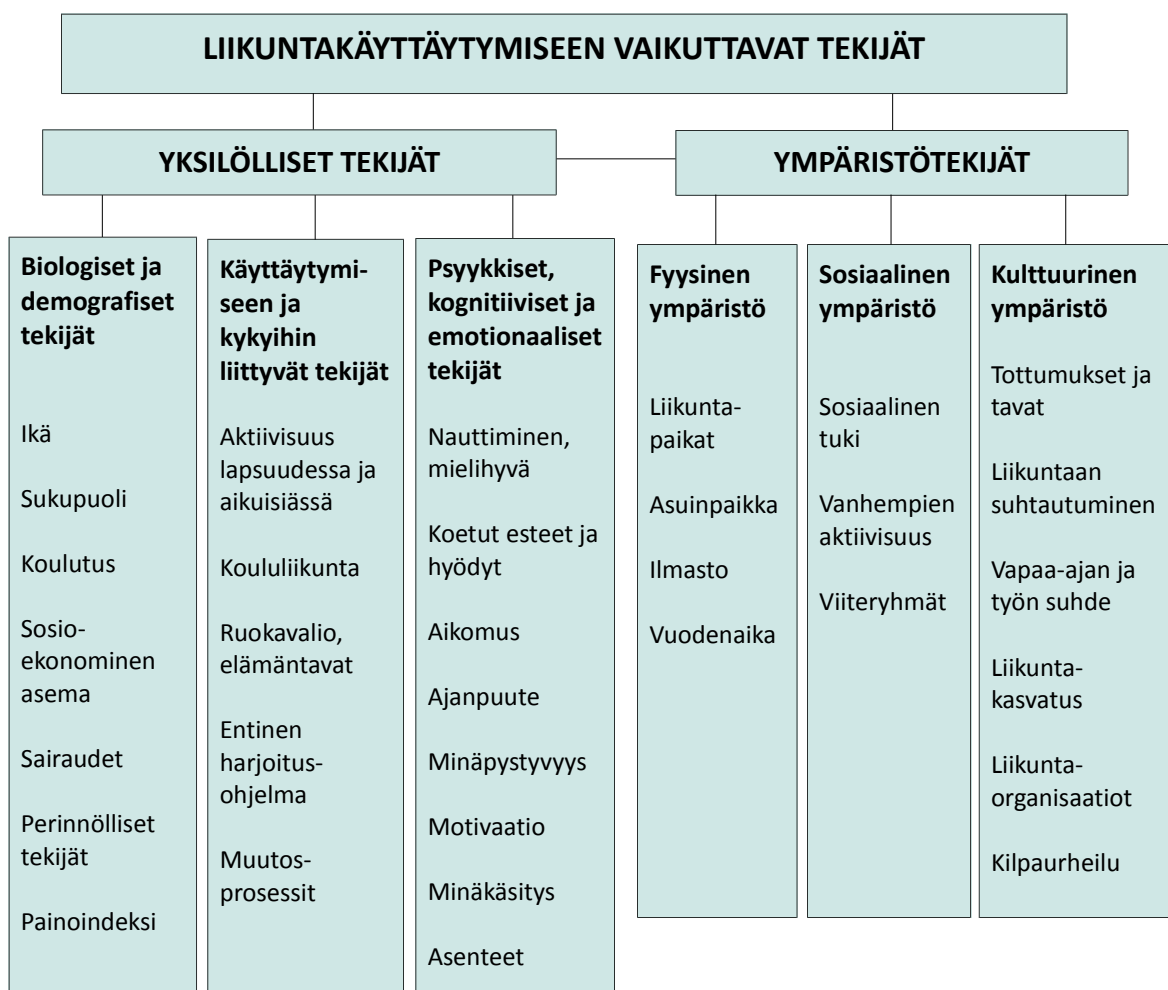 LIIKUNTAKÄYTTÄYTYMISEEN VAIKUTTAVAT TEKIJÄT
YKSILÖLLISET TEKIJÄT
YMPÄRISTÖTEKIJÄT
Biologiset ja
demografiset
tekijät
Ikä
Sukupuoli
Koulutus
Sosio-
ekonominen
asema
Sairaudet
Perinnölliset
tekijät
Painoindeksi
Käyttäytymi-
seen ja
kykyihin
liittyvät tekijät
Aktiivisuus
lapsuudessa ja
aikuisiässä
Koululiikunta
Ruokavalio,
elämäntavat
Entinen
harjoitus-
ohjelma
Muutos-
prosessit
Psyykkiset,
kognitiiviset ja
emotionaaliset
tekijät
Nauttiminen,
mielihyvä
Koetut esteet ja
hyödyt
Aikomus
Ajanpuute
Minäpystyvyys
Motivaatio
Minäkäsitys
Asenteet
Fyysinen
ympäristö
Liikunta-
paikat
Asuinpaikka
Ilmasto
Vuodenaika
Sosiaalinen
ympäristö
Sosiaalinen
tuki
Vanhempien
aktiivisuus
Viiteryhmät
Kulttuurinen
ympäristö
Tottumukset ja
tavat
Liikuntaan
suhtautuminen
Vapaa-ajan ja
työn suhde
Liikunta-
kasvatus
Liikunta-
organisaatiot
Kilpaurheilu